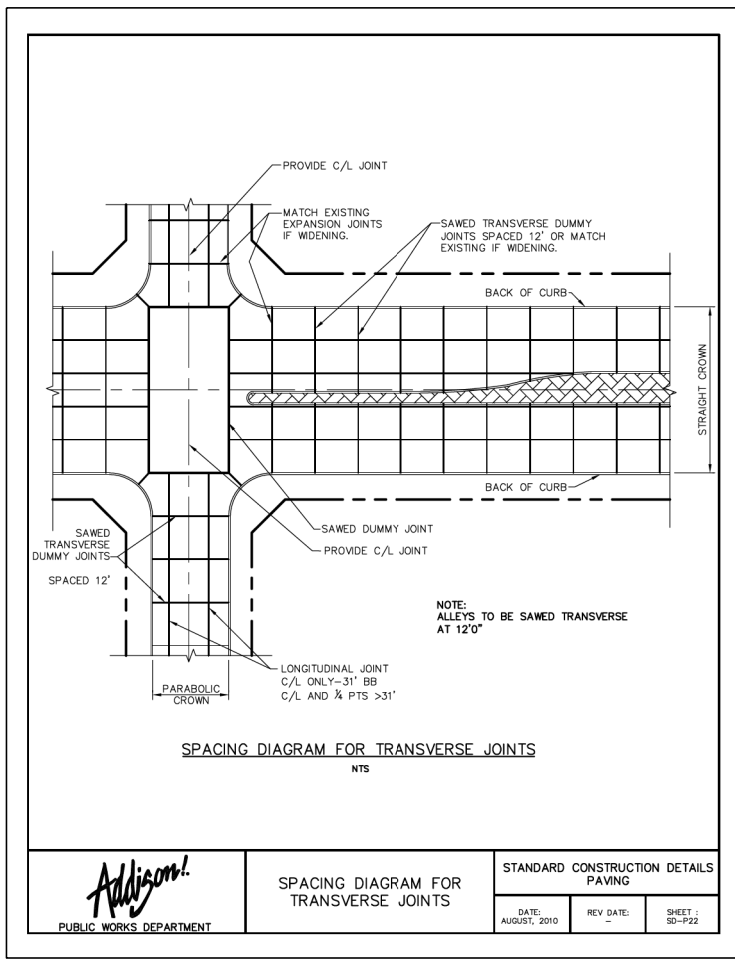 PROVIDE C/L JOINT
MATCH EXISTING
EXPANSION JOINTS
IF WIDENING.
SAWED TRANSVERSE DUMMY
JOINTS SPACED 12' OR MATCH
EXISTING IF WIDENING.
BACK OF CURB
STRAIGHT CROWN
BACK OF CURB
SAWED
TRANSVERSE
DUMMY JOINTS
SPACED 12'
SAWED DUMMY JOINT
PROVIDE C/L JOINT
NOTE:
ALLEYS TO BE SAWED TRANSVERSE
AT 12'0"
LONGITUDINAL JOINT
C/L ONLY-31' BB
C/L AND ¼ PTS >31'
PARABOLIC
CROWN
SPACING DIAGRAM FOR TRANSVERSE JOINTS
NTS
Addison!
PUBLIC WORKS DEPARTMENT
SPACING DIAGRAM FOR
TRANSVERSE JOINTS
STANDARD CONSTRUCTION DETAILS
PAVING
DATE:
AUGUST, 2010
REV DATE:
-
SHEET :
SD-P22